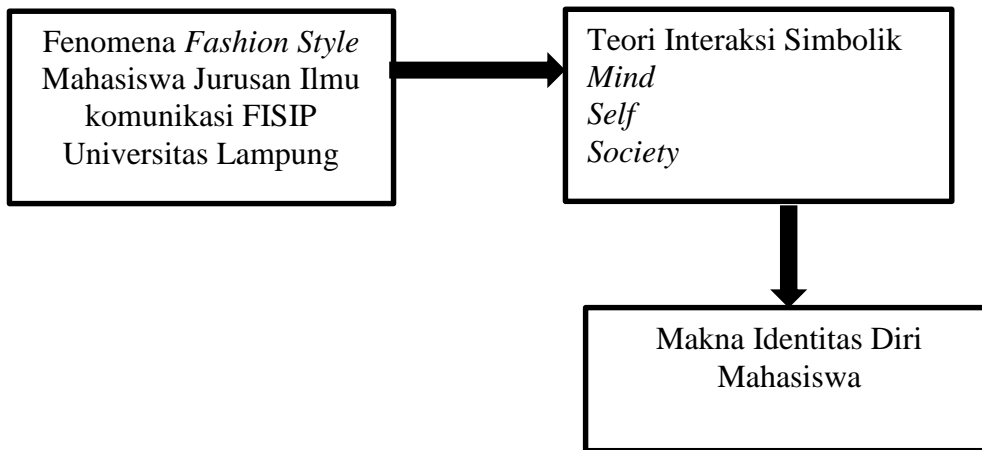 Fenomena Fashion Style
Mahasiswa Jurusan Ilmu
komunikasi FISIP
Universitas Lampung
Teori Interaksi Simbolik
Mind
Self
Society
Makna Identitas Diri
Mahasiswa